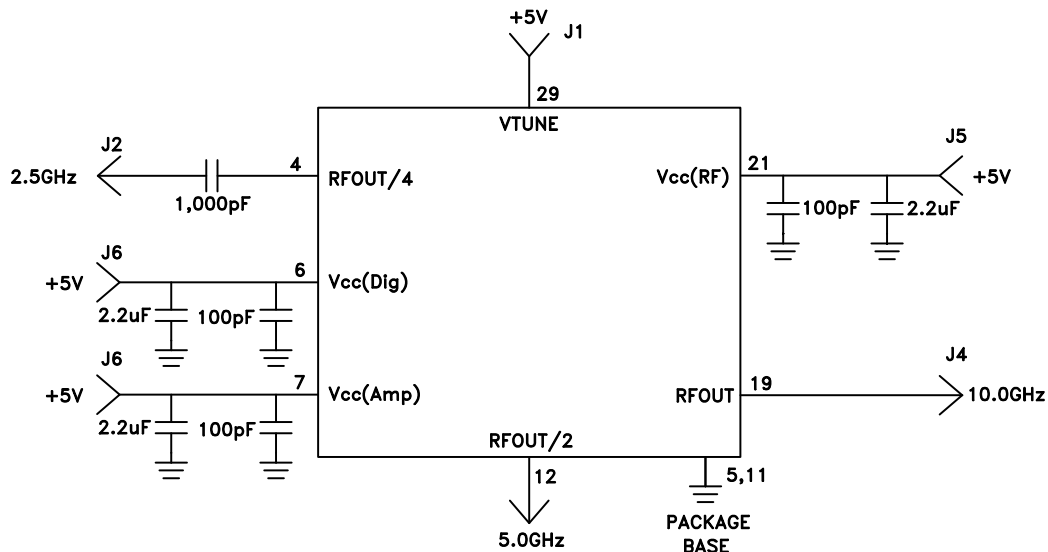 +5V
J1
29
VTUNE
J2
2.5GHz
1,000pF
4
RFOUT/4
Vcc(RF)
21
J5
+5V
100pF
2.2uF
J6
+5V
2.2uF
100pF
6
Vcc(Dig)
J6
+5V
2.2uF
100pF
7
Vcc(Amp)
RFOUT
19
J4
10.0GHz
RFOUT/2
12
5.0GHz
5,11
PACKAGE
BASE